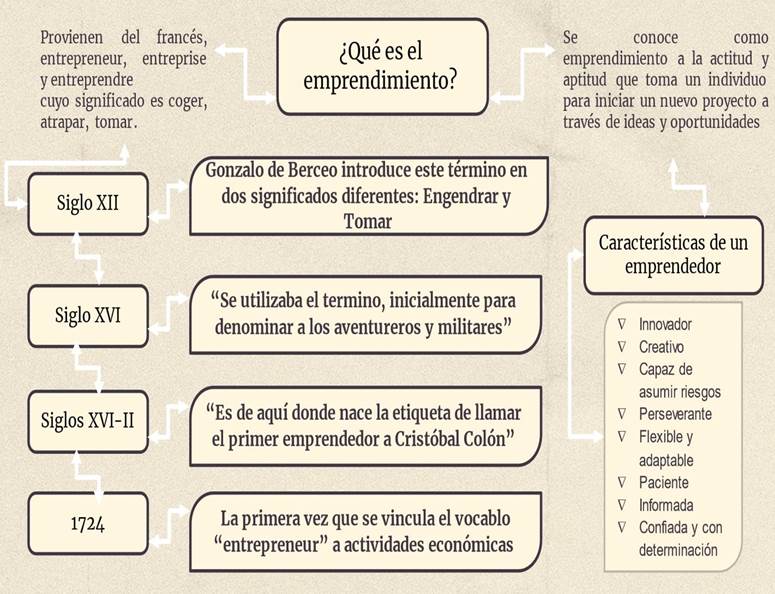 ¿Qué es el
emprendimiento?
Provienen del francés,
entrepreneur, entreprise
y entreprendre
cuyo significado es coger,
atrapar, tomar.
Se conoce como
emprendimiento a la actitud y
aptitud que toma un individuo
para iniciar un nuevo proyecto a
través de ideas y oportunidades
Siglo XII
Gonzalo de Berceo introduce este término en
dos significados diferentes: Engendrar y
Tomar
Siglo XVI
“Se utilizaba el termino, inicialmente para
denominar a los aventureros y militares”
Siglos XVI-II
“Es de aquí donde nace la etiqueta de llamar
el primer emprendedor a Cristóbal Colón”
1724
La primera vez que se vincula el vocablo
“entrepreneur” a actividades económicas
Características de un
emprendedor
∇ Innovador
∇ Creativo
∇ Capaz de
asumir riesgos
∇ Perseverante
∇ Flexible y
adaptable
∇ Paciente
∇ Informada
∇ Confiada y con
determinación